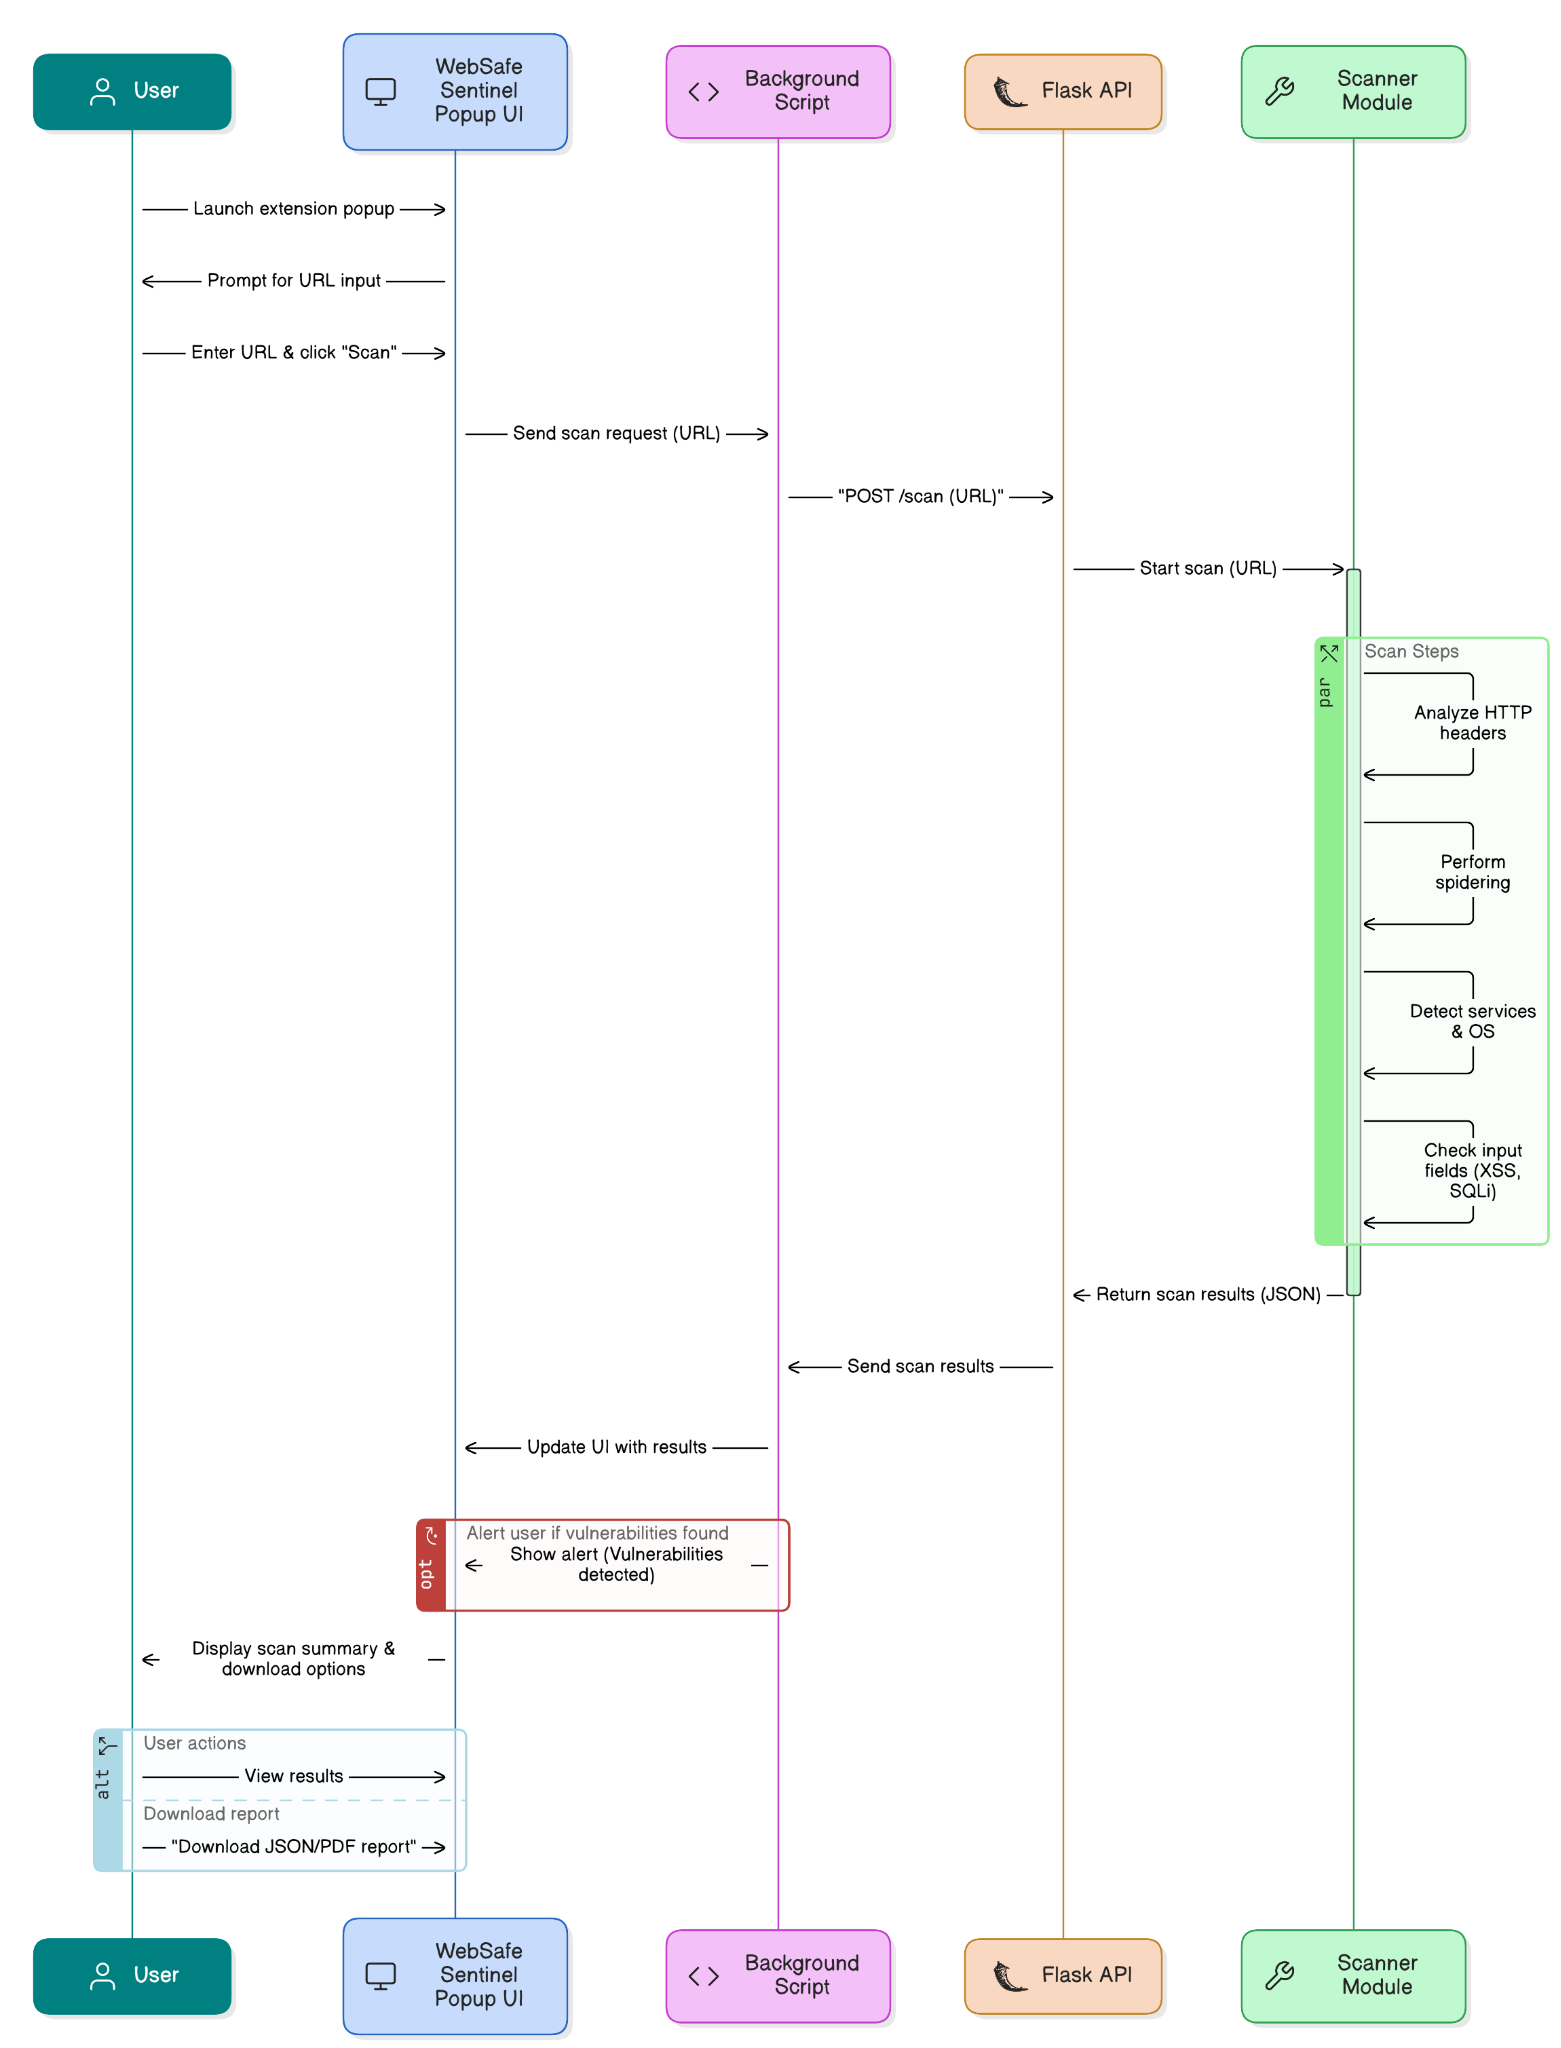 User
WebSafe
Sentinel
Popup UI
Background
Script
Flask API
Scanner
Module
Launch extension popup
Prompt for URL input
Enter URL & click "Scan"
Send scan request (URL)
"POST /scan (URL)"
Start scan (URL)
par
Scan Steps
Analyze HTTP
headers
Perform
spidering
Detect services
& OS
Check input
fields (XSS,
SQLi)
Return scan results (JSON)
Send scan results
Update UI with results
opt
Alert user if vulnerabilities found
Show alert (Vulnerabilities
detected)
Display scan summary &
download options
alt
User actions
View results
Download report
"Download JSON/PDF report"
User
WebSafe
Sentinel
Popup UI
Background
Script
Flask API
Scanner
Module